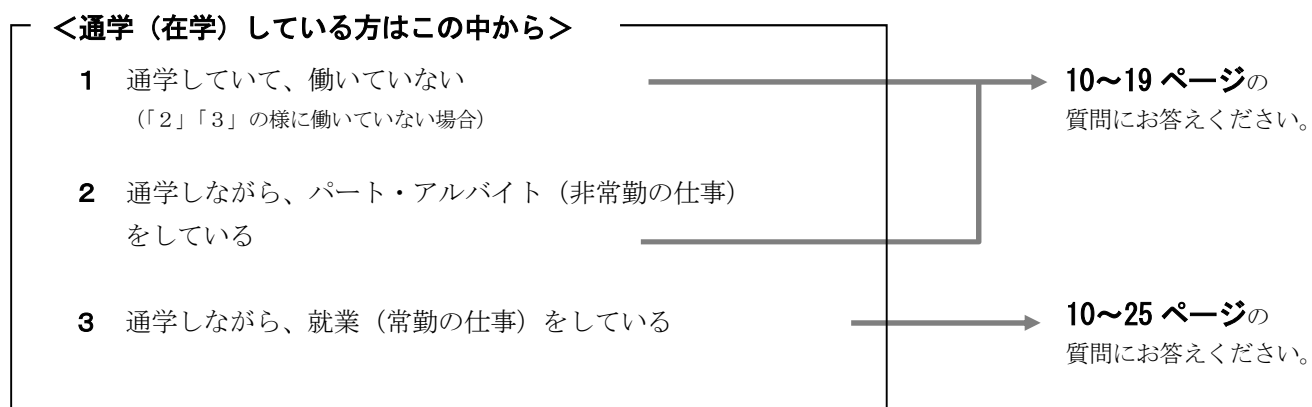 ＜通学（在学）している方はこの中から＞
1 通学していて、働いていない
（「２」「３」の様に働いていない場合）
10～19 ページの
質問にお答えください。
2 通学しながら、パート・アルバイト（非常勤の仕事）
をしている
3 通学しながら、就業（常勤の仕事）をしている
10～25 ページの
質問にお答えください。